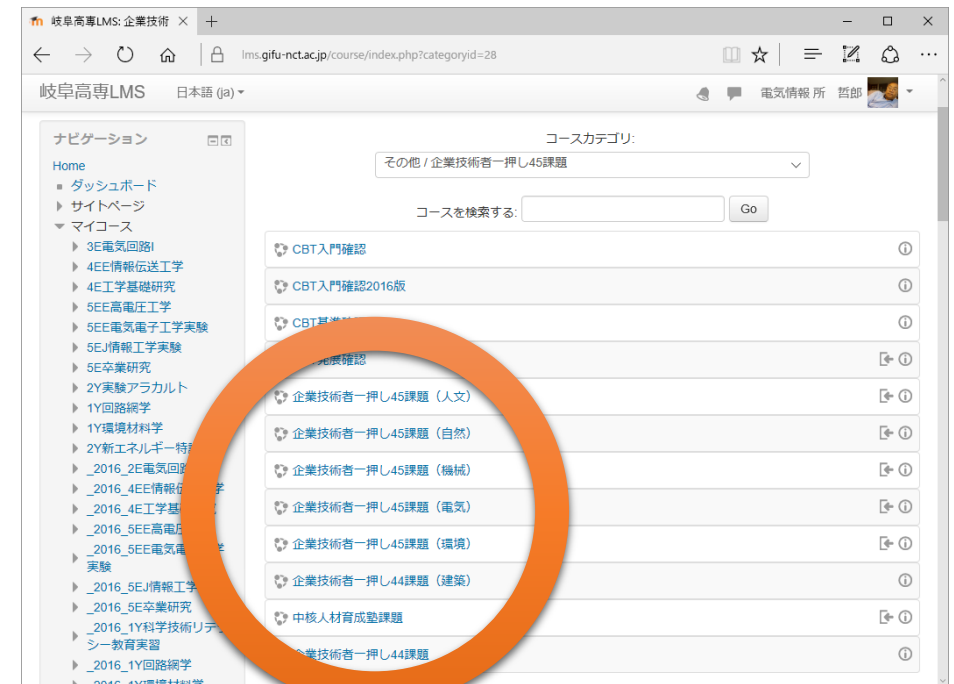 岐阜高専LMS: 企業技術
lms.gifu-nct.ac.jp/course/index.php?categoryid=28
岐阜高専LMS 日本語 (ja)
電気情報 所 哲郎
ナビゲーション
Home
ダッシュボード
サイトページ
マイコース
3E電気回路I
4EE情報伝送工学
4E工学基礎研究
5EE高電圧工学
5EE電気電子工学実験
5EJ情報工学実験
5E卒業研究
2Y実験アラカルト
1Y回路網学
1Y環境材料学
2Y新エネルギー特
_2016_2E電気回
_2016_4EE情報 学
_2016_4E工学基
_2016_5EE高電
_2016_5EE電気電 学
実験
_2016_5EJ情報工学
_2016_5E卒業研究
_2016_1Y科学技術リテ
シー教育実習
_2016_1Y回路網学
_2016_1Y環境材料学
コースカテゴリ:
その他 / 企業技術者一押し45課題
コースを検索する: Go
CBT入門確認
CBT入門確認2016版
CBT基
発展確認
企業技術者一押し45課題（人文）
企業技術者一押し45課題（自然）
企業技術者一押し45課題（機械）
企業技術者一押し45課題（電気）
企業技術者一押し45課題（環境）
企業技術者一押し44課題（建築）
中核人材育成塾課題
企業技術者一押し44課題